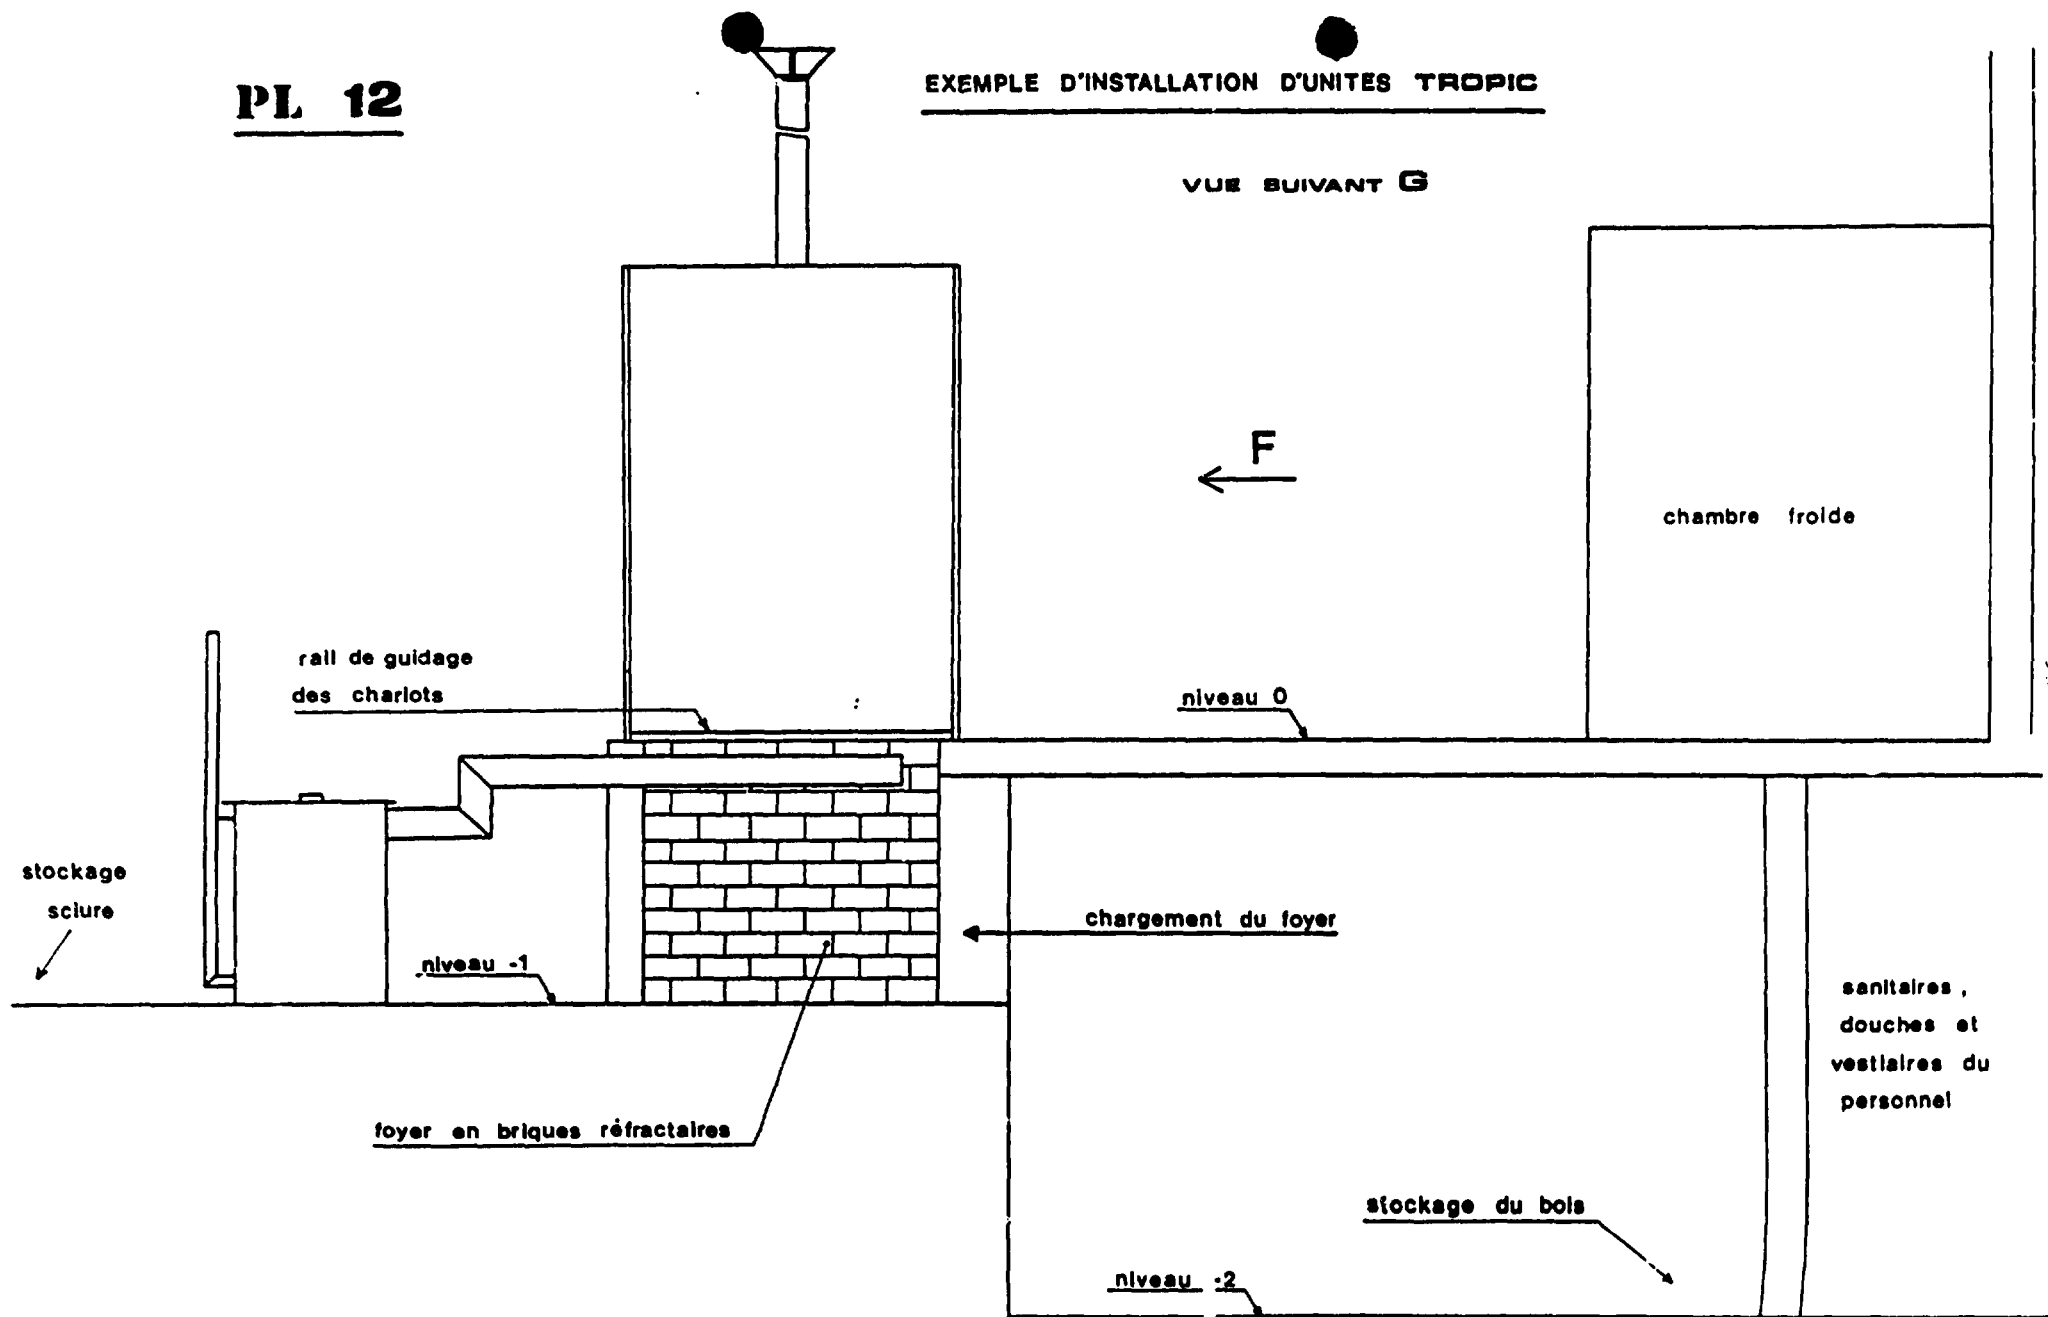 PL 12
EXEMPLE D'INSTALLATION D'UNITES TROPIC
VUE SUIVANT G
F
chambre froide
rail de guidage
des chariots
niveau 0
stockage
sciure
niveau -1
chargement du foyer
sanitaires,
douches et
vestiaires du
personnel
foyer en briques réfractaires
stockage du bois
niveau -2